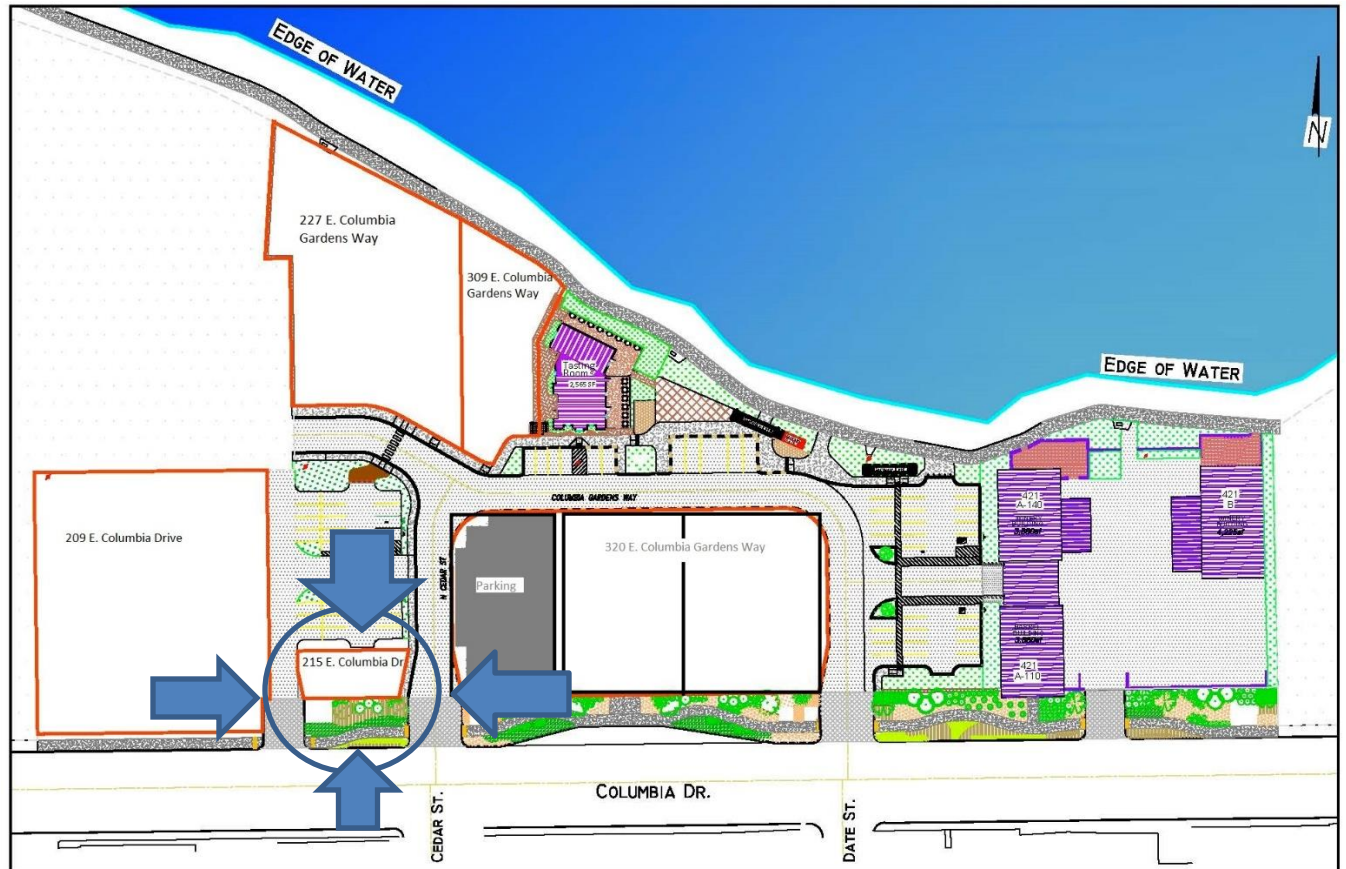 EDGE OF WATER
N
227 E. Columbia
Gardens Way
309 E. Columbia
Gardens Way
EDGE OF WATER
Tasting
Room
2,565 SF
COLUMBIA GARDENS WAY
421
A-140
421
B
209 E. Columbia Drive
320 E. Columbia Gardens Way
N CEDAR ST
Parking
215 E. Columbia Dr
421
A-110
COLUMBIA DR.
CEDAR ST.
DATE ST.